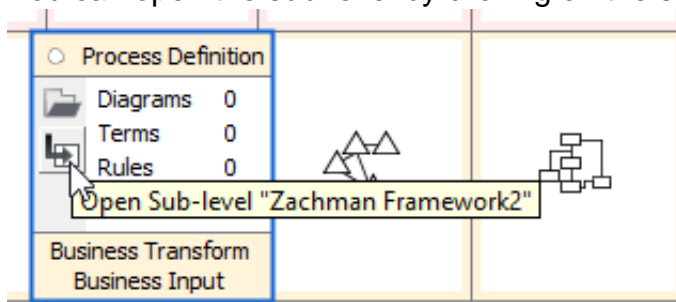 Process Definition
Diagrams 0
Terms 0
Rules 0
Open Sub-level "Zachman Framework2"
Business Transform
Business Input